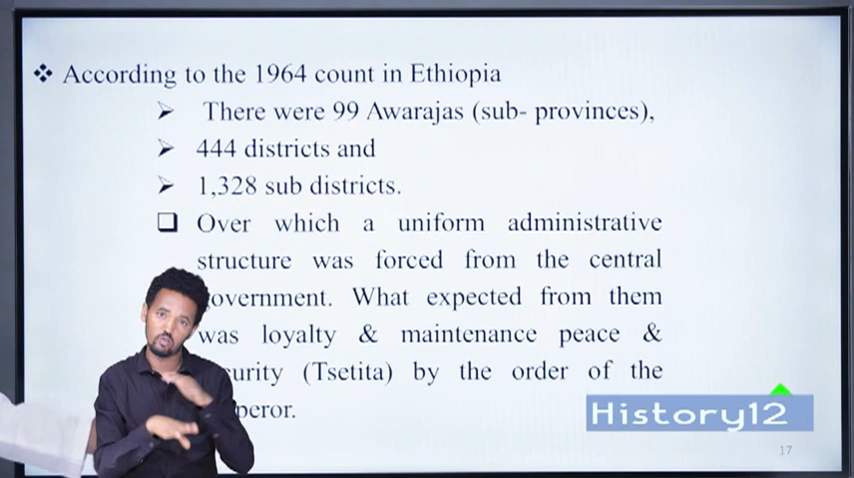 ❖ According to the 1964 count in Ethiopia
➤ There were 99 Awarajas (sub- provinces),
➤ 444 districts and
➤ 1,328 sub districts.
❑ Over which a uniform administrative
structure was forced from the central
government. What expected from them
was loyalty & maintenance peace &
(Tsetita) by the order of the
History12
17